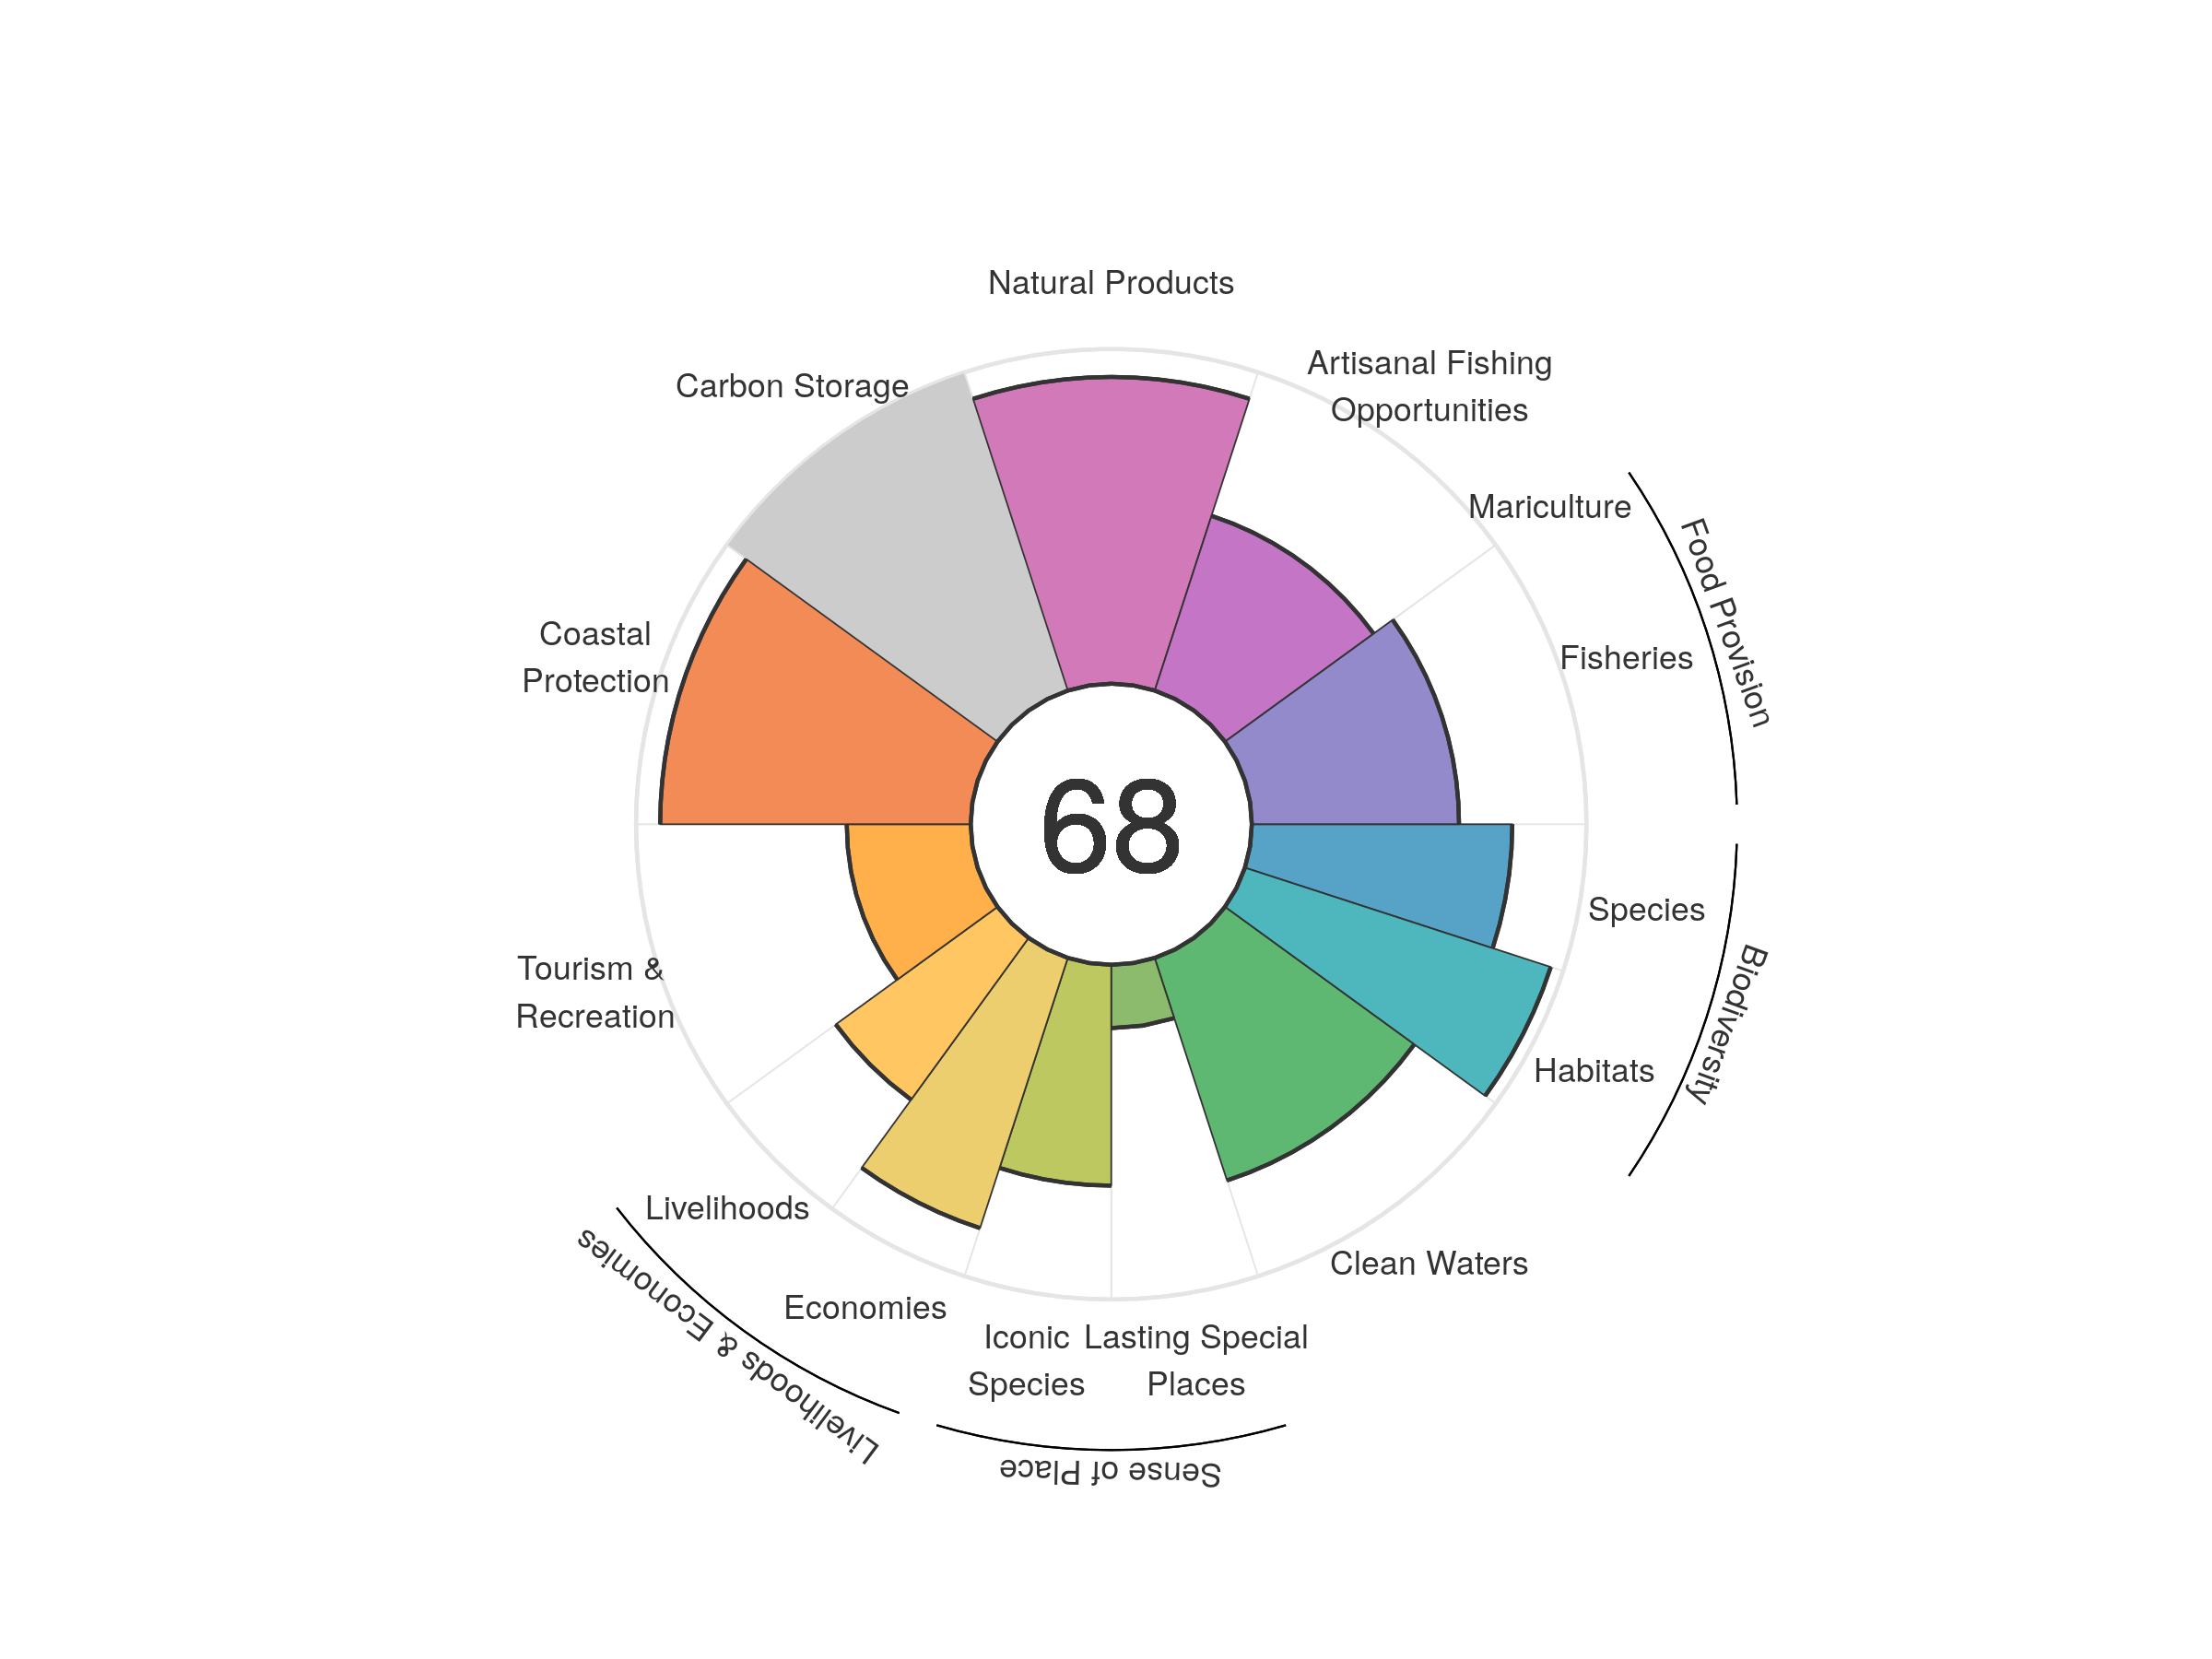 Natural Products
Artisanal Fishing
Opportunities
Carbon Storage
Mariculture
Food Provision
Fisheries
Coastal
Protection
68
Species
Biodiversity
Habitats
Tourism &
Recreation
Livelihoods
Livelihoods & Economies
Clean Waters
Economies
Iconic
Species
Lasting Special
Places
Sense of Place